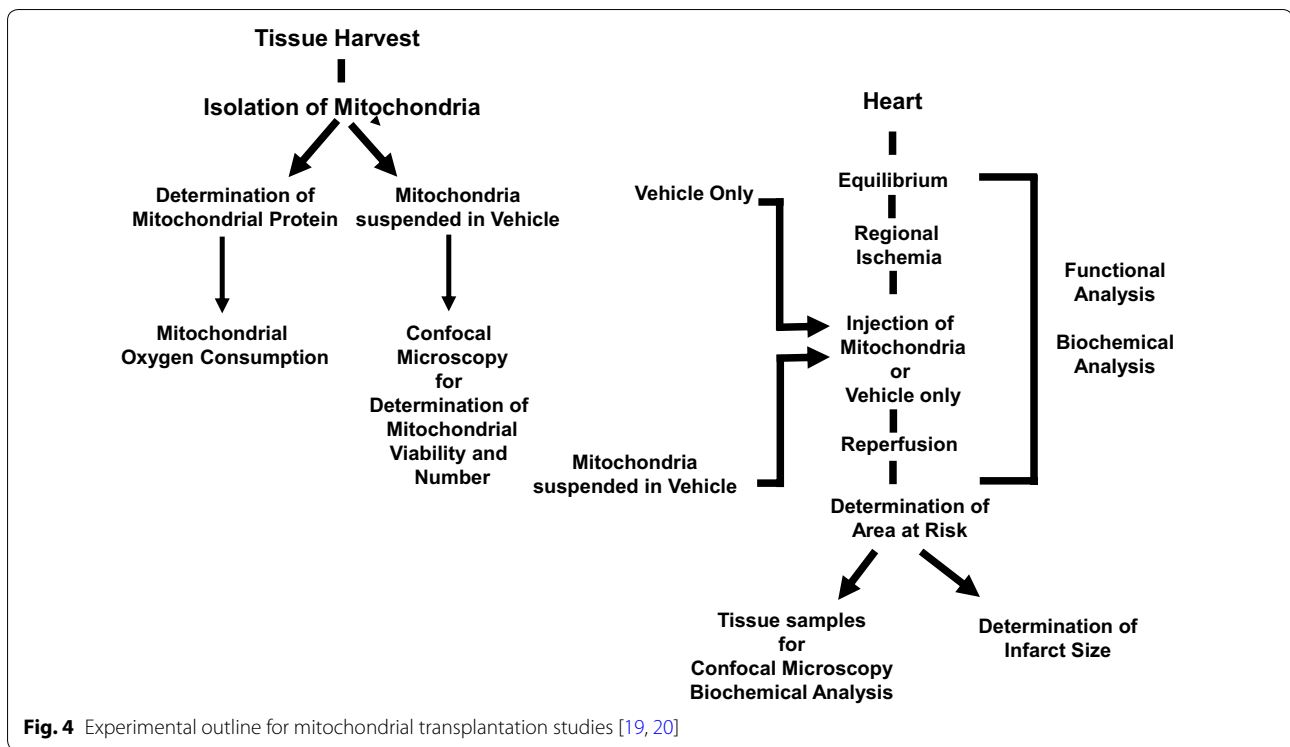 Tissue Harvest
Isolation of Mitochondria
Determination of
Mitochondrial Protein
Mitochondria
suspended in Vehicle
Mitochondrial
Oxygen Consumption
Confocal
Microscopy
for
Determination of
Mitochondrial
Viability and
Number
Heart
Equilibrium
Vehicle Only
Regional
Ischemia
Injection of
Mitochondria
or
Vehicle only
Reperfusion
Mitochondria
suspended in Vehicle
Functional
Analysis
Biochemical
Analysis
Determination of
Area at Risk
Tissue samples
for
Confocal Microscopy
Biochemical Analysis
Determination of
Infarct Size
Fig. 4 Experimental outline for mitochondrial transplantation studies [19, 20]